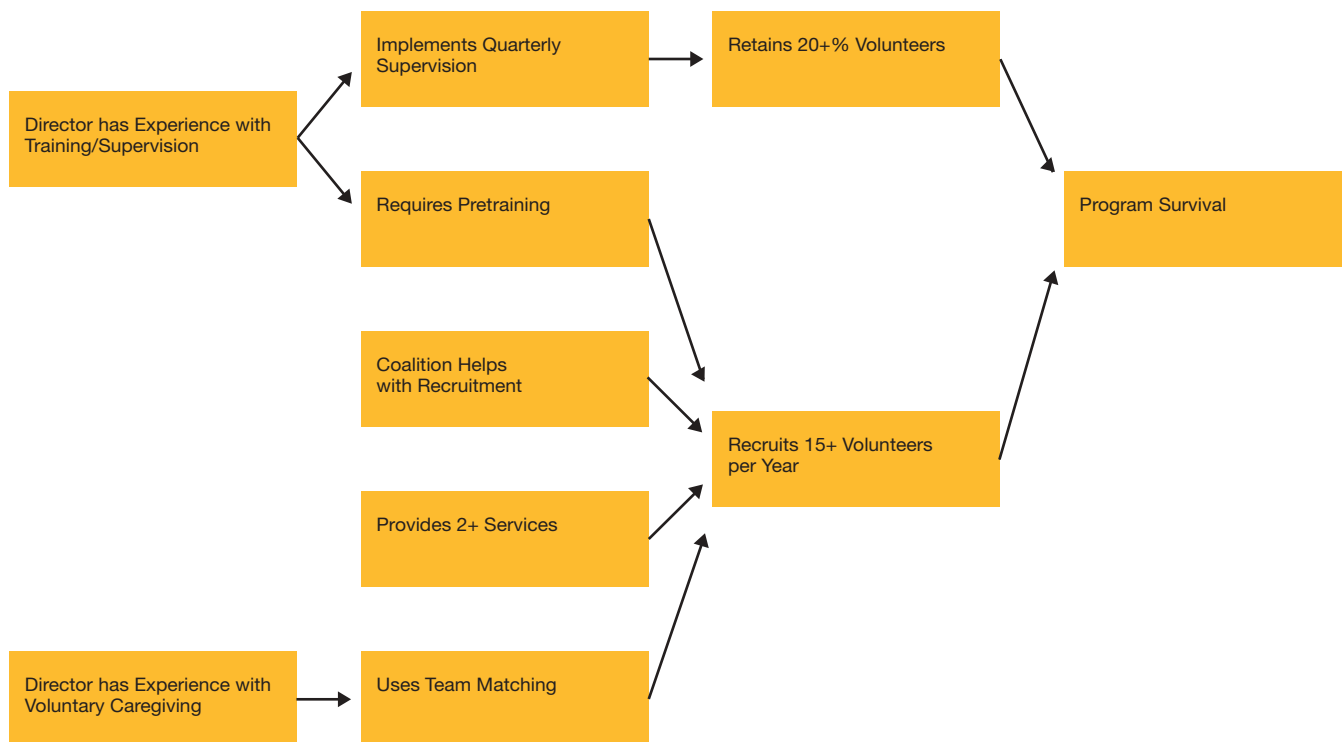 Implements Quarterly
Supervision
Retains 20+% Volunteers
Director has Experience with
Training/Supervision
Requires Pretraining
Program Survival
Coalition Helps
with Recruitment
Recruits 15+ Volunteers
per Year
Provides 2+ Services
Director has Experience with
Voluntary Caregiving
Uses Team Matching